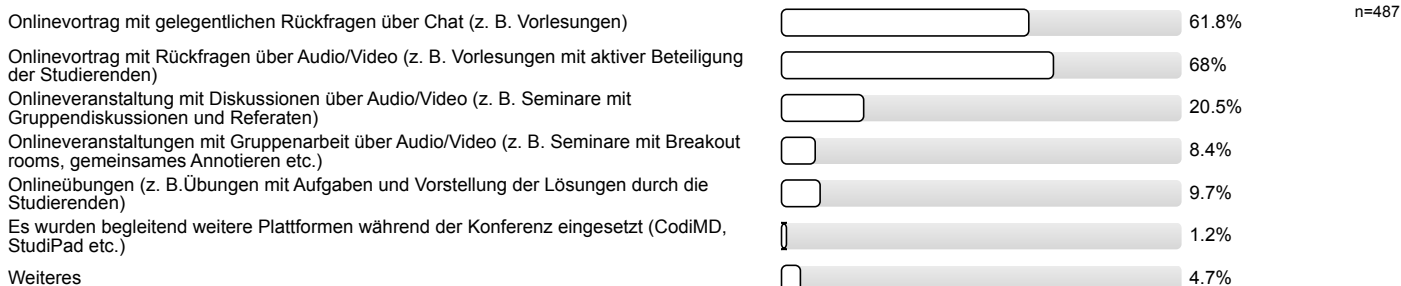 Onlinevortrag mit gelegentlichen Rückfragen über Chat (z. B. Vorlesungen)
61.8%
n=487
Onlinevortrag mit Rückfragen über Audio/Video (z. B. Vorlesungen mit aktiver Beteiligung
der Studierenden)
68%
Onlineveranstaltung mit Diskussionen über Audio/Video (z. B. Seminare mit
Gruppendiskussionen und Referaten)
20.5%
Onlineveranstaltungen mit Gruppenarbeit über Audio/Video (z. B. Seminare mit Breakout
rooms, gemeinsames Annotieren etc.)
8.4%
Onlineübungen (z. B.Übungen mit Aufgaben und Vorstellung der Lösungen durch die
Studierenden)
9.7%
Es wurden begleitend weitere Plattformen während der Konferenz eingesetzt (CodiMD,
StudiPad etc.)
1.2%
Weiteres
4.7%